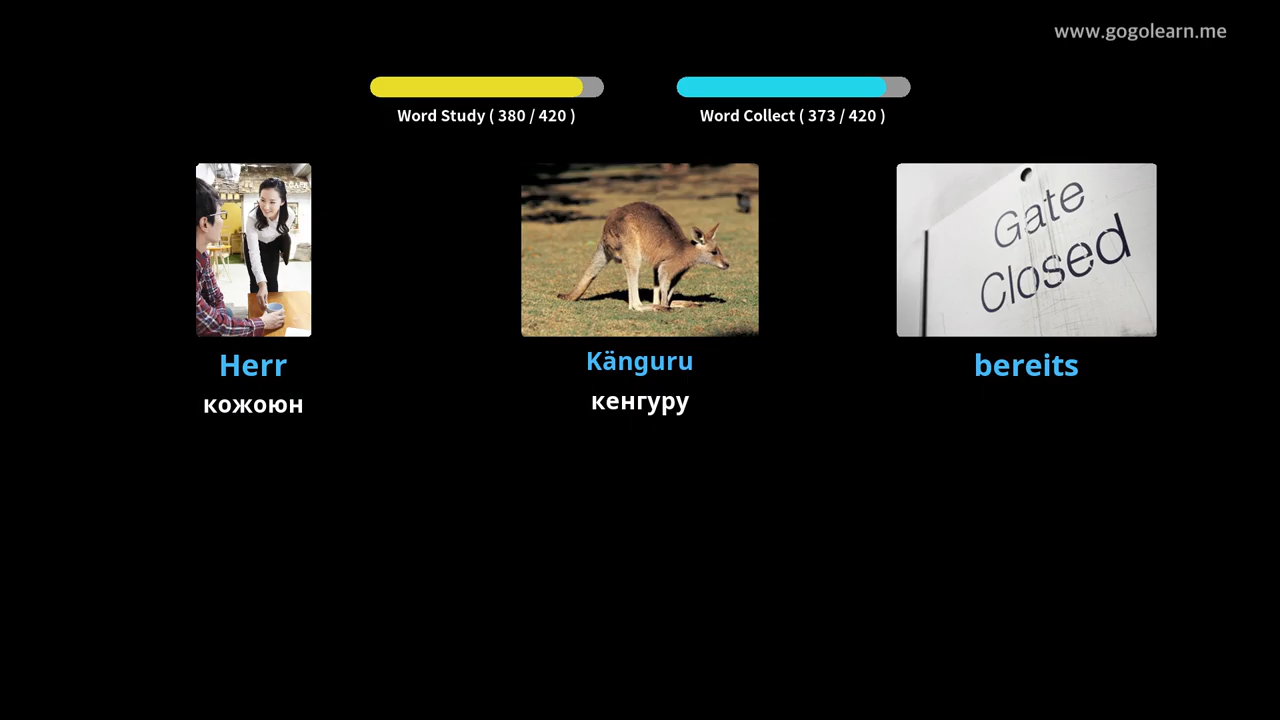 www.gogolearn.me
Word Study ( 380 / 420 )
Word Collect ( 373 / 420 )
Gate
Closed
Herr
Känguru
bereits
кожоюн
кенгуру